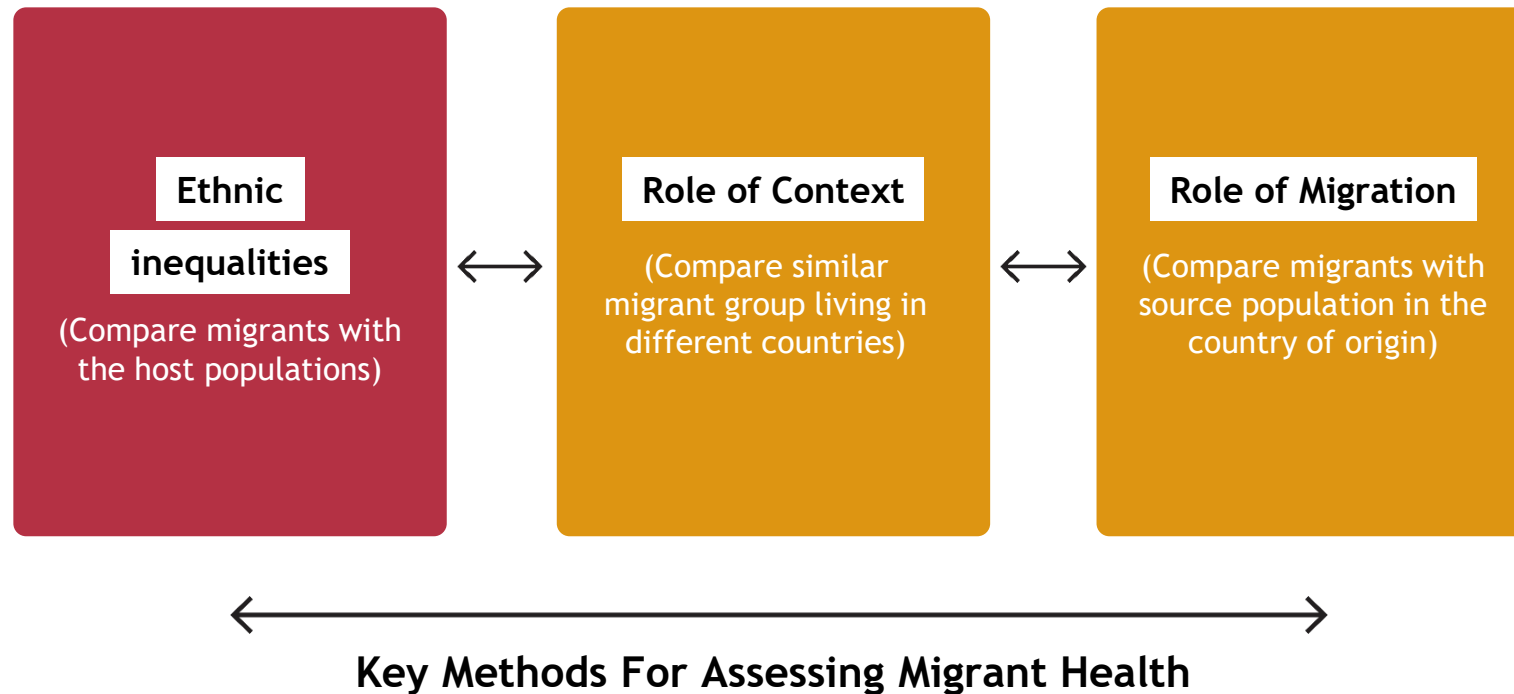 Ethnic
inequalities
(Compare migrants with
the host populations)
Role of Context
(Compare similar
migrant group living in
different countries)
Role of Migration
(Compare migrants with
source population in the
country of origin)
Key Methods For Assessing Migrant Health